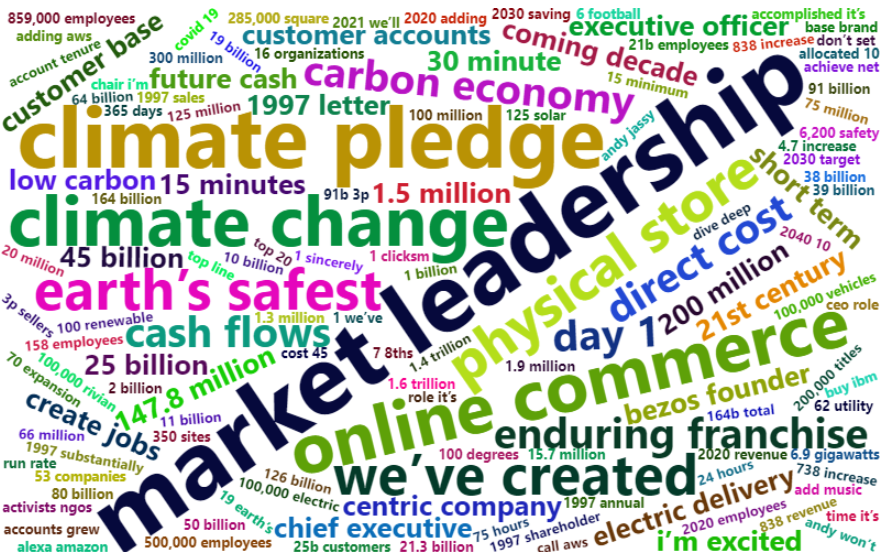 859,000 employees
285,000 square
2021 we'll
2020 adding
2030 saving
6 football
accomplished it's
adding aws
covid 19
19 billion
customer accounts
coming decade
executive officer
base brand
customer base
account tenure
300 million
16 organizations
30 minute
21b employees
838 increase
don't set
allocated 10
chair i'm
future cash
carbon economy
15 minimum
achieve net
64 billion
1997 sales
91 billion
365 days
125 million
1997 letter
100 million
125 solar
75 million
climate pledge
andy jassy
market leadership
6,200 safety
4.7 increase
2030 target
low carbon
15 minutes
91b 3p
1.5 million
short term
38 billion
39 billion
164 billion
climate change
physical store
dive deep
direct cost
2040 10
20 million
45 billion
top line
top 20
10 billion
1 sincerely
1 clicksm
1 billion
200 million
21st century
earth's safest
100,000 vehicles
ceo role
3p sellers
100 renewable
1.3 million
1 we've
day 1
158 employees
cash flows
cost 45
7 8ths
1.4 trillion
1.9 million
online commerce
70 expansion
100,000 rivian
25 billion
147.8 million
2 billion
1.6 trillion
role it's
bezos founder
200,000 titles
buy ibm
create jobs
11 billion
164b total
62 utility
66 million
350 sites
enduring franchise
1997 substantially
run rate
100 degrees
15.7 million
2020 revenue
6.9 gigawatts
53 companies
126 billion
we've created
24 hours
738 increase
80 billion
100,000 electric
add music
activists ngos
19 earth's
centric company
1997 annual
electric delivery
838 revenue
time it's
accounts grew
50 billion
chief executive
75 hours
1997 shareholder
2020 employees
andy won't
alexa amazon
500,000 employees
25b customers
21.3 billion
call aws
i'm excited